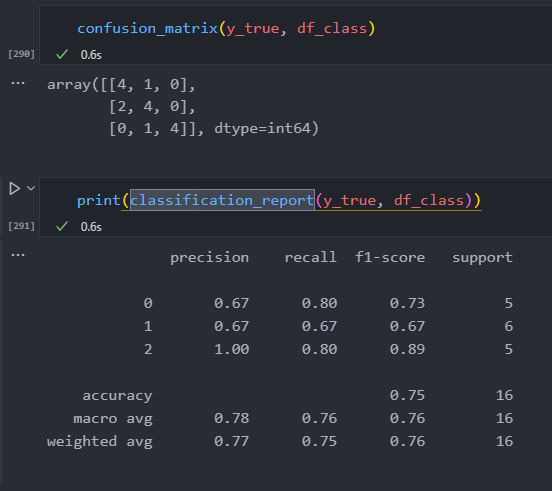 confusion_matrix(y_true, df_class)
[290] 0.6s
array([[4, 1, 0],
[2, 4, 0],
[0, 1, 4]], dtype=int64)
print(classification_report(y_true, df_class))
[291] 0.6s
precision recall f1-score support
0 0.67 0.80 0.73 5
1 0.67 0.67 0.67 6
2 1.00 0.80 0.89 5
accuracy 0.75 16
macro avg 0.78 0.76 0.76 16
weighted avg 0.77 0.75 0.76 16